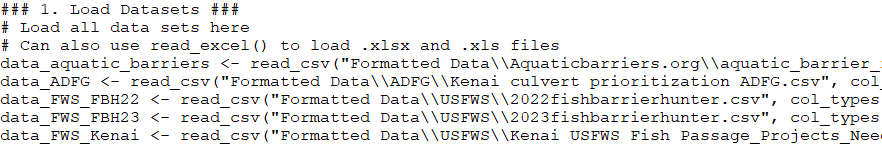 ### 1. Load Datasets ###
# Load all data sets here
# Can also use read_excel() to load .xlsx and .xls files
data_aquatic_barriers <- read_csv("Formatted Data\\Aquaticbarriers.org\\aquatic_barrier_
data_ADFG <- read_csv("Formatted Data\\ADFG\\Kenai culvert prioritization ADFG.csv", col_
data_FWS_FBH22 <- read_csv("Formatted Data\\USFWS\\2022fishbarrierhunter.csv", col_types
data_FWS_FBH23 <- read_csv("Formatted Data\\USFWS\\2023fishbarrierhunter.csv", col_types
data_FWS_Kenai <- read_csv("Formatted Data\\USFWS\\Kenai USFWS Fish Passage_Projects_Nee